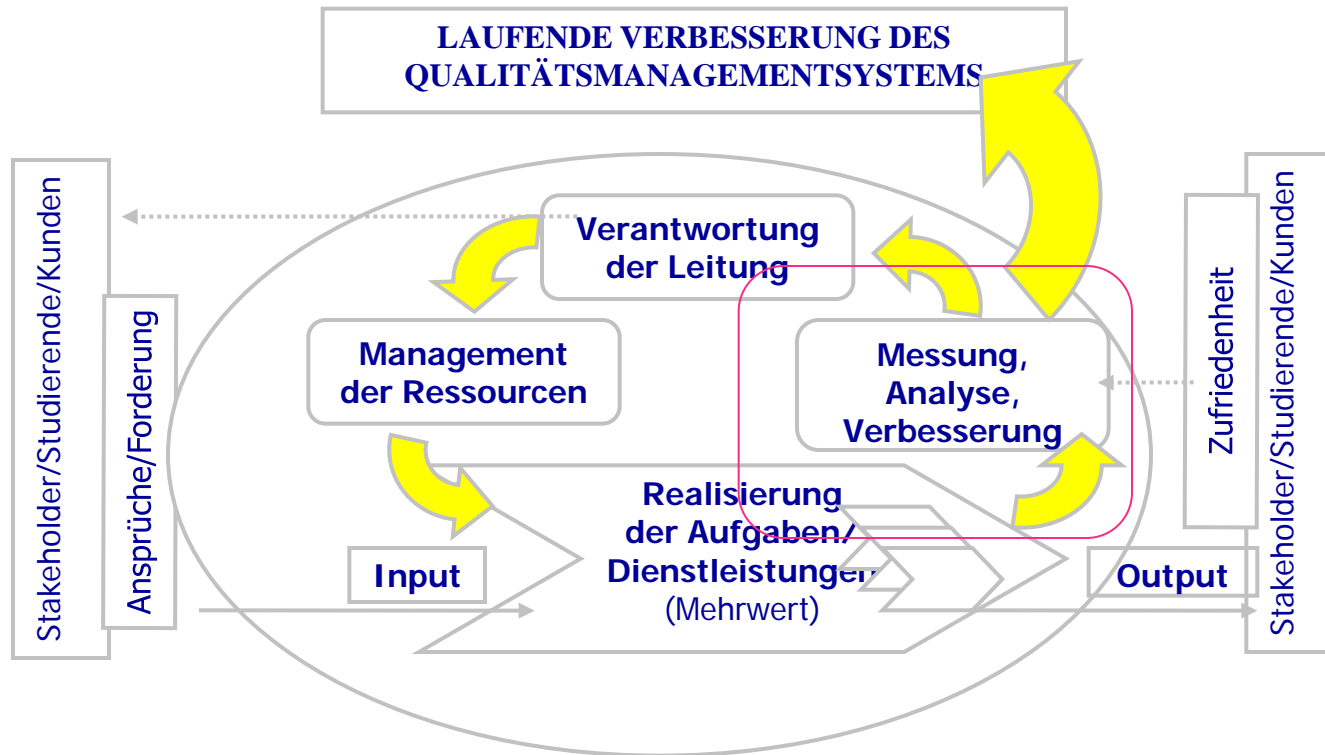 LAUFENDE VERBESSERUNG DES
QUALITÄTSMANAGEMENTSYSTEMS
Stakeholder/Studierende/Kunden
Ansprüche/Forderung
Verantwortung
der Leitung
Management
der Ressourcen
Messung,
Analyse,
Verbesserung
Realisierung
der Aufgaben/
Dienstleistungen
(Mehrwert)
Input
Output
Zufriedenheit
Stakeholder/Studierende/Kunden